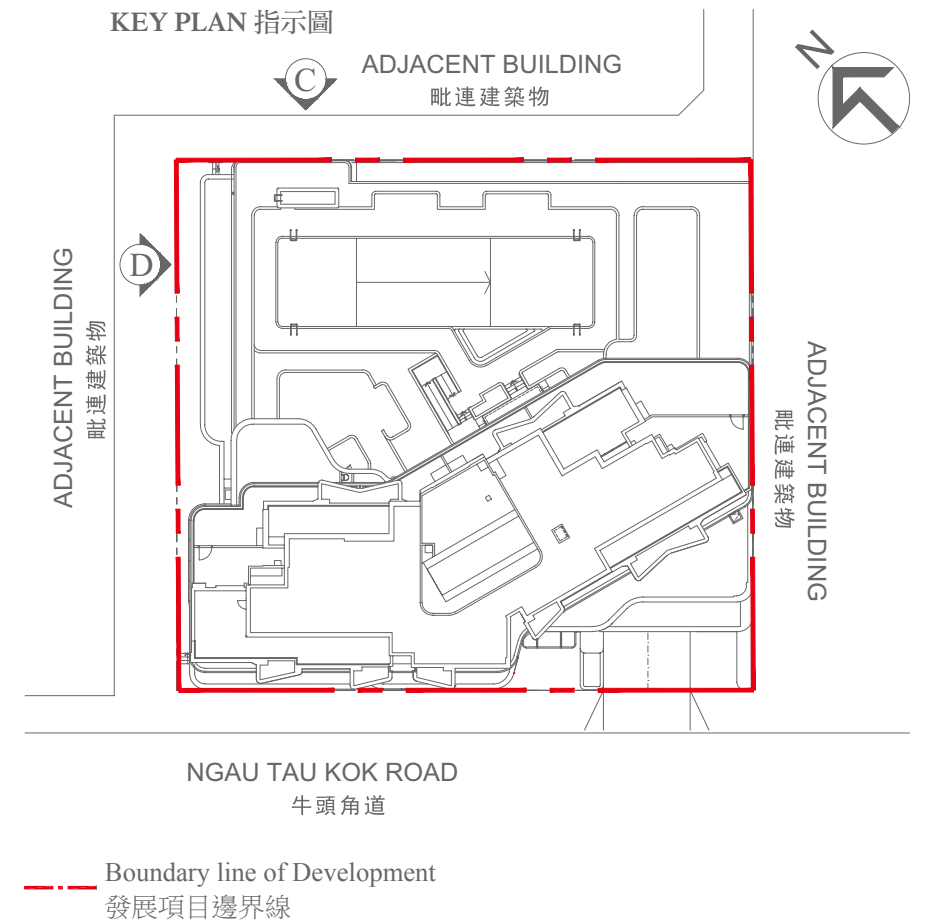 KEY PLAN 指示圖
ADJACENT BUILDING
毗連建築物
C
N
D
ADJACENT BUILDING
毗連建築物
ADJACENT BUILDING
毗連建築物
NGAU TAU KOK ROAD
牛頭角道
Boundary line of Development
發展項目邊界線